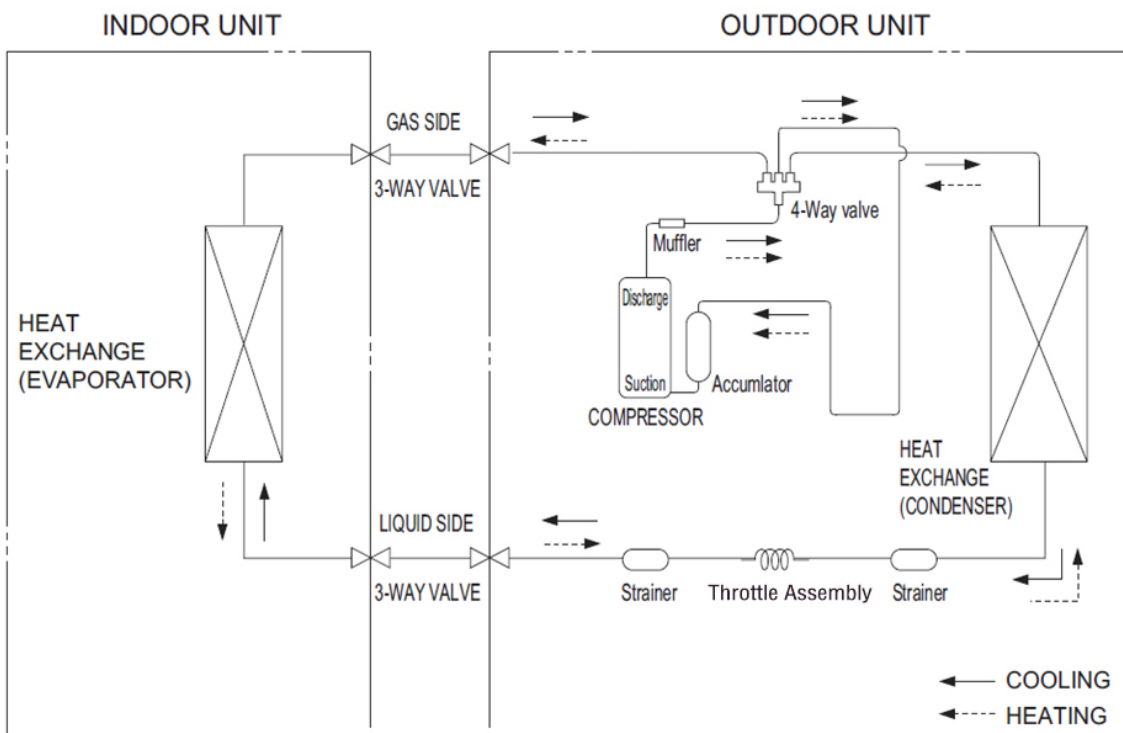 INDOOR UNIT
OUTDOOR UNIT
GAS SIDE
3-WAY VALVE
4-Way valve
Muffler
Discharge
Suction
Accumlator
COMPRESSOR
HEAT
EXCHANGE
(EVAPORATOR)
HEAT
EXCHANGE
(CONDENSER)
LIQUID SIDE
3-WAY VALVE
Strainer
Throttle Assembly
Strainer
COOLING
HEATING